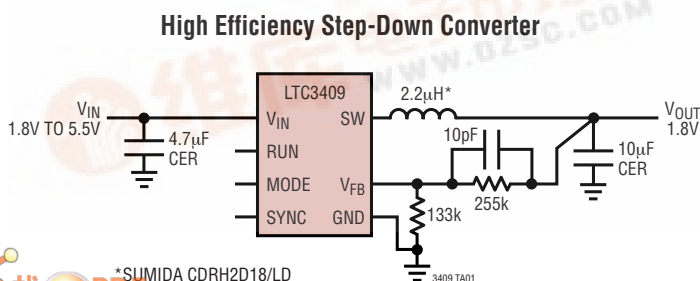 High Efficiency Step-Down Converter
VIN
1.8V TO 5.5V
4.7µF
CER
LTC3409
VIN
SW
RUN
MODE
VFB
SYNC
GND
2.2µH*
10pF
255k
133k
VOUT
1.8V
10µF
CER
*SUMIDA CDRH2D18/LD
3409 TA01